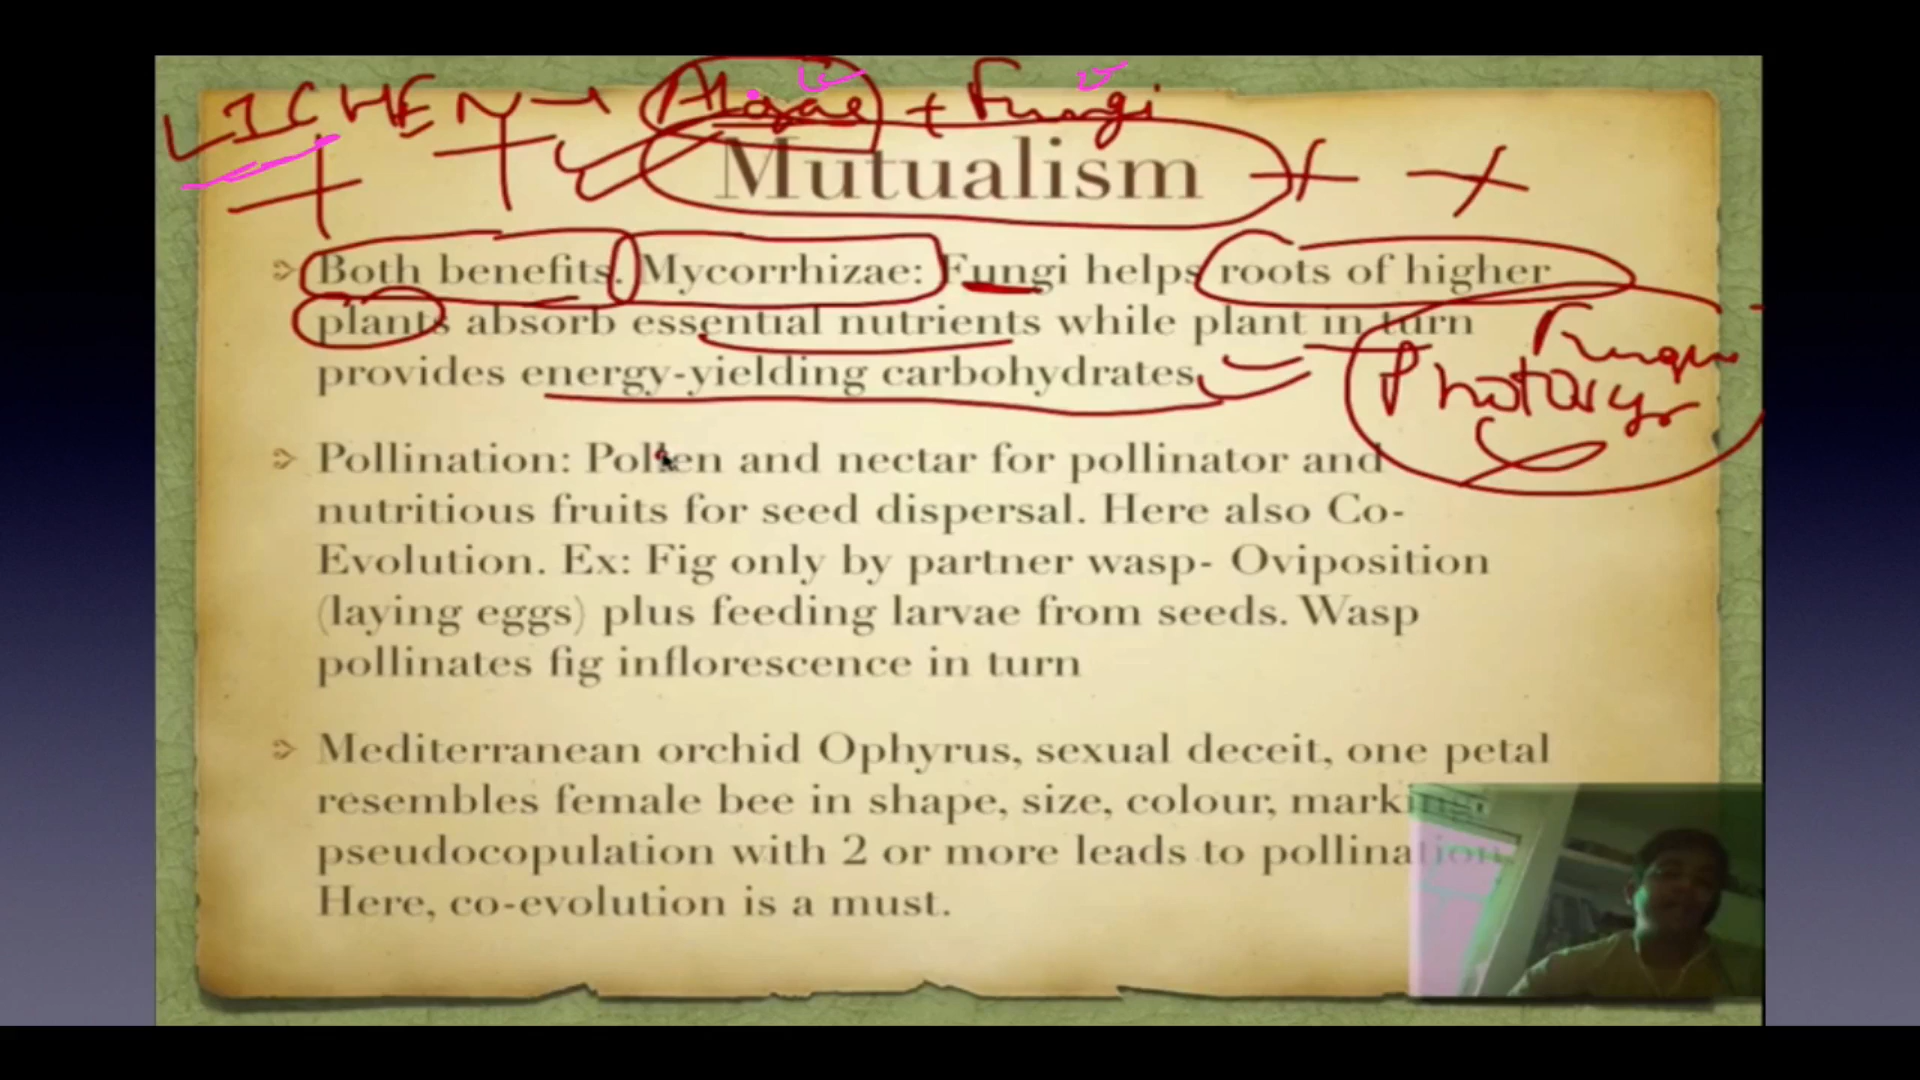 LICHEN → Algae + Fungi
Mutualism + +
Both benefits. Mycorrhizae: Fungi helps roots of higher
plants absorb essential nutrients while plant in turn
provides energy-yielding carbohydrates.
Fungi
Pollination: Pollen and nectar for pollinator and
nutritious fruits for seed dispersal. Here also Co-
Evolution. Ex: Fig only by partner wasp- Oviposition
(laying eggs) plus feeding larvae from seeds. Wasp
pollinates fig inflorescence in turn
Mediterranean orchid Ophyrus, sexual deceit, one petal
resembles female bee in shape, size, colour, marking,
pseudocopulation with 2 or more leads to pollination.
Here, co-evolution is a must.